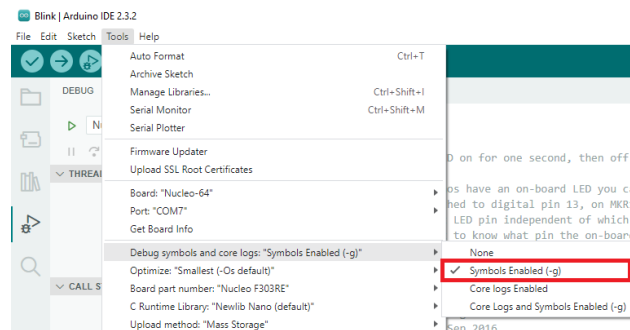 Blink | Arduino IDE 2.3.2
File Edit Sketch Tools Help
Auto Format Ctrl+T
Archive Sketch
DEBUG Manage Libraries... Ctrl+Shift+I
Serial Monitor Ctrl+Shift+M
Serial Plotter
Firmware Updater
D on for one second, then off
Upload SSL Root Certificates
Board: "Nucleo-64"
os have an on-board LED you c
Port: "COM7"
hed to digital pin 13, on MKR
Get Board Info
LED pin independent of which
to know what pin the on-boar
Debug symbols and core logs: "Symbols Enabled (-g)" None
Optimize: "Smallest (-Os default)" Symbols Enabled (-g)
CALL S Board part number: "Nucleo F303RE" Core logs Enabled
C Runtime Library: "Newlib Nano (default)" Core Logs and Symbols Enabled (-g)
Upload method: "Mass Storage"
Sep 2016